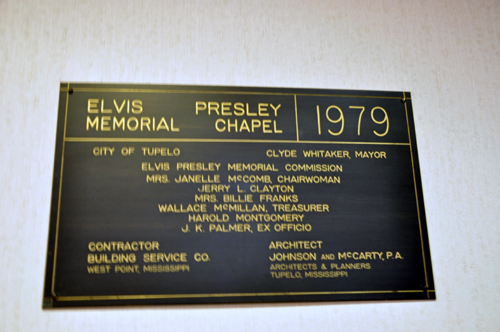 ELVIS PRESLEY
MEMORIAL CHAPEL
1979
CITY OF TUPELO CLYDE WHITAKER, MAYOR
ELVIS PRESLEY MEMORIAL COMMISSION
MRS. JANELLE McCOMB, CHAIRWOMAN
JERRY L. CLAYTON
MRS. BILLIE FRANKS
WALLACE McMILLAN, TREASURER
HAROLD MONTGOMERY
J. K. PALMER, EX OFFICIO
CONTRACTOR
BUILDING SERVICE CO.
WEST POINT, MISSISSIPPI
ARCHITECT
JOHNSON AND McCARTY, P.A.
ARCHITECTS & PLANNERS
TUPELO, MISSISSIPPI